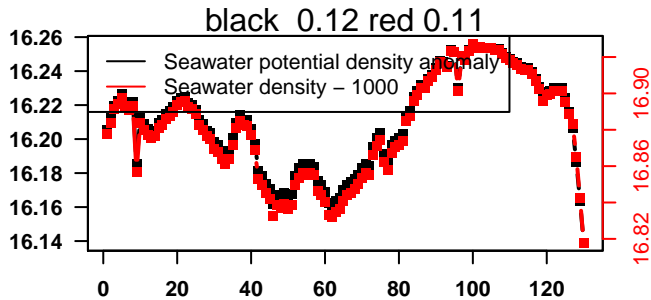 black  0.12 red 0.11
16.26
16.24
16.22
16.20
16.18
16.16
16.14
Seawater potential density anomaly
Seawater density − 1000
16.90
16.86
16.82
0 20 40 60 80 100 120